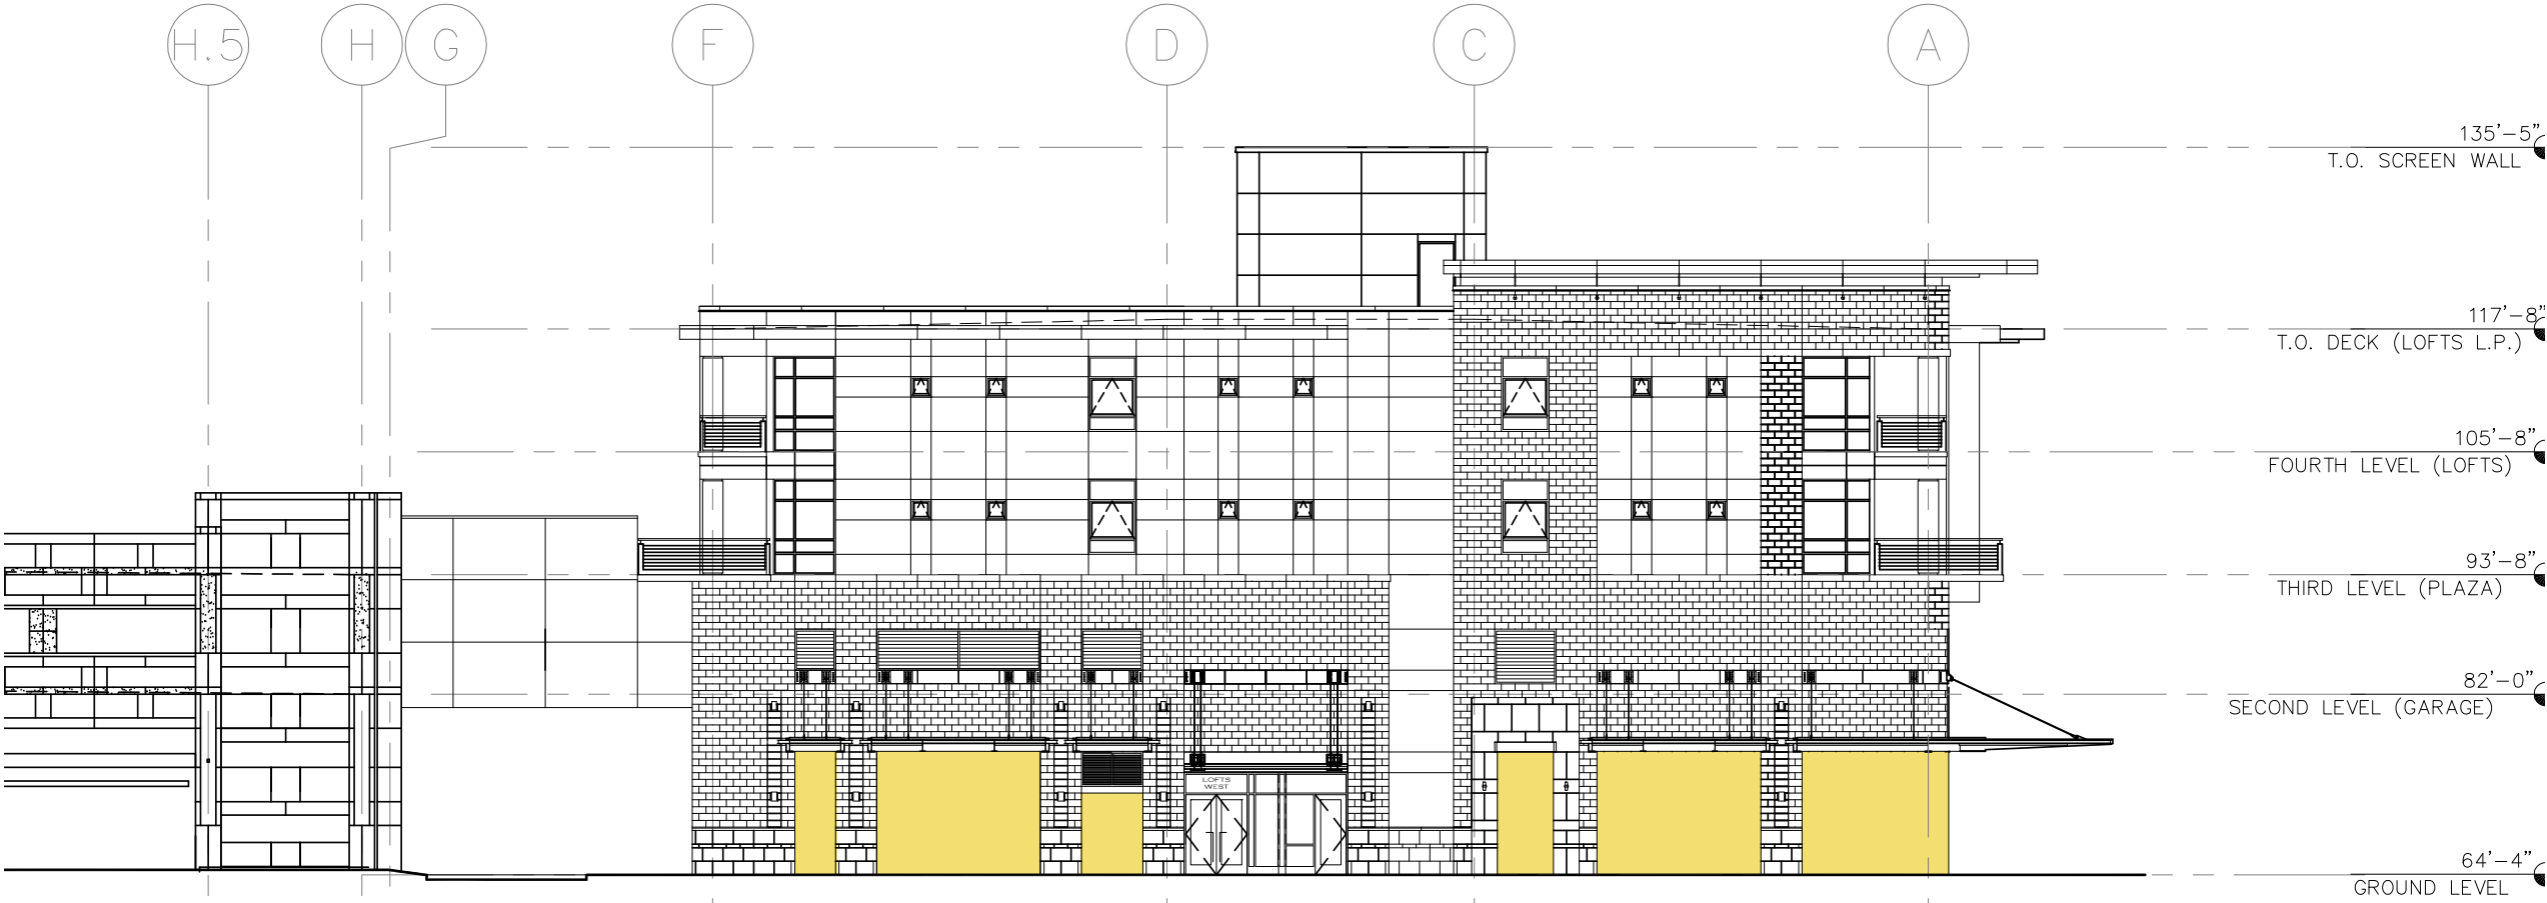 H.5 H G F D C A
135'-5"
T.O. SCREEN WALL
117'-8"
T.O. DECK (LOFTS L.P.)
105'-8"
FOURTH LEVEL (LOFTS)
93'-8"
THIRD LEVEL (PLAZA)
82'-0"
SECOND LEVEL (GARAGE)
LOFTS
WEST
64'-4"
GROUND LEVEL